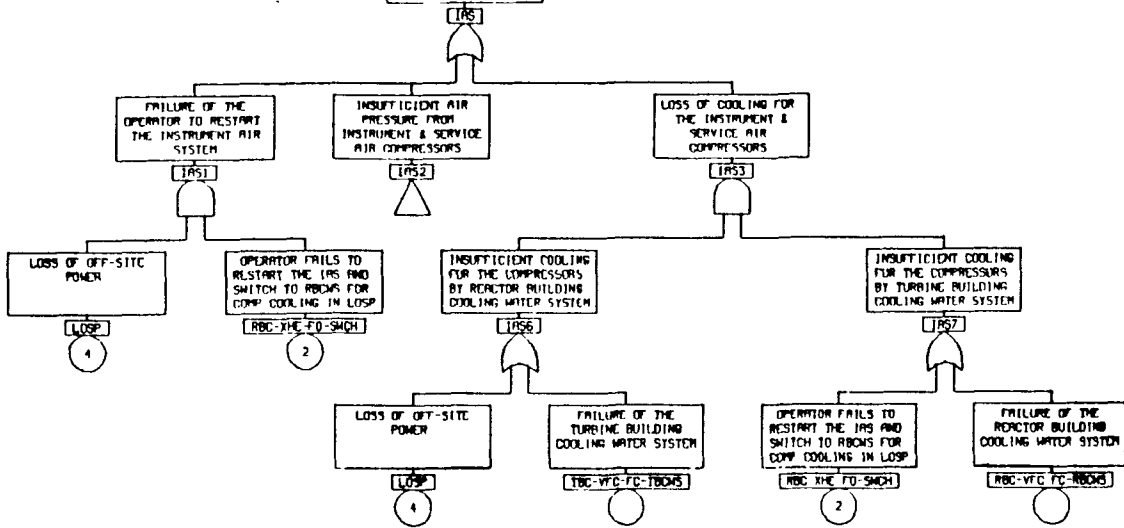 IAS
FAILURE OF THE
OPERATOR TO RESTART
THE INSTRUMENT AIR
SYSTEM
IAS1
INSUFFICIENT AIR
PRESSURE FROM
INSTRUMENT & SERVICE
AIR COMPRESSORS
IAS2
LOSS OF COOLING FOR
THE INSTRUMENT &
SERVICE AIR
COMPRESSORS
IAS3
LOSS OF OFF-SITE
POWER
LOSP
4
OPERATOR FAILS TO
RESTART THE IAS AND
SWITCH TO RBCWS FOR
COMP COOLING IN LOSP
RBC-XHE-FO-SWCH
2
INSUFFICIENT COOLING
FUR THE COMPRESSORS
BY REACTOR BUILDING
COOLING WATER SYSTEM
IAS6
INSUFFICIENT COOLING
FUR THE COMPRESSURS
BY TURBINE BUILDING
COOLING WATER SYSTEM
IAS7
LOSS OF OFF-SITE
POWER
LOSP
4
FAILURE OF THE
TURBINE BUILDING
COOLING WATER SYSTEM
TBC-VFC-FC-TBCWS
OPERATOR FAILS TO
RESTART THE IAS AND
SWITCH TO RBCWS FOR
COMP COOLING IN LOSP
RBC XHE FO-SWCH
2
FAILURE OF THE
REACTOR BUILDING
COOLING WATER SYSTEM
RBC-VFC FC-RBCWS